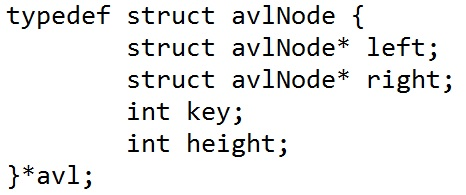 typedef struct avlNode {
        struct avlNode* left;
        struct avlNode* right;
        int key;
        int height;
}*avl;